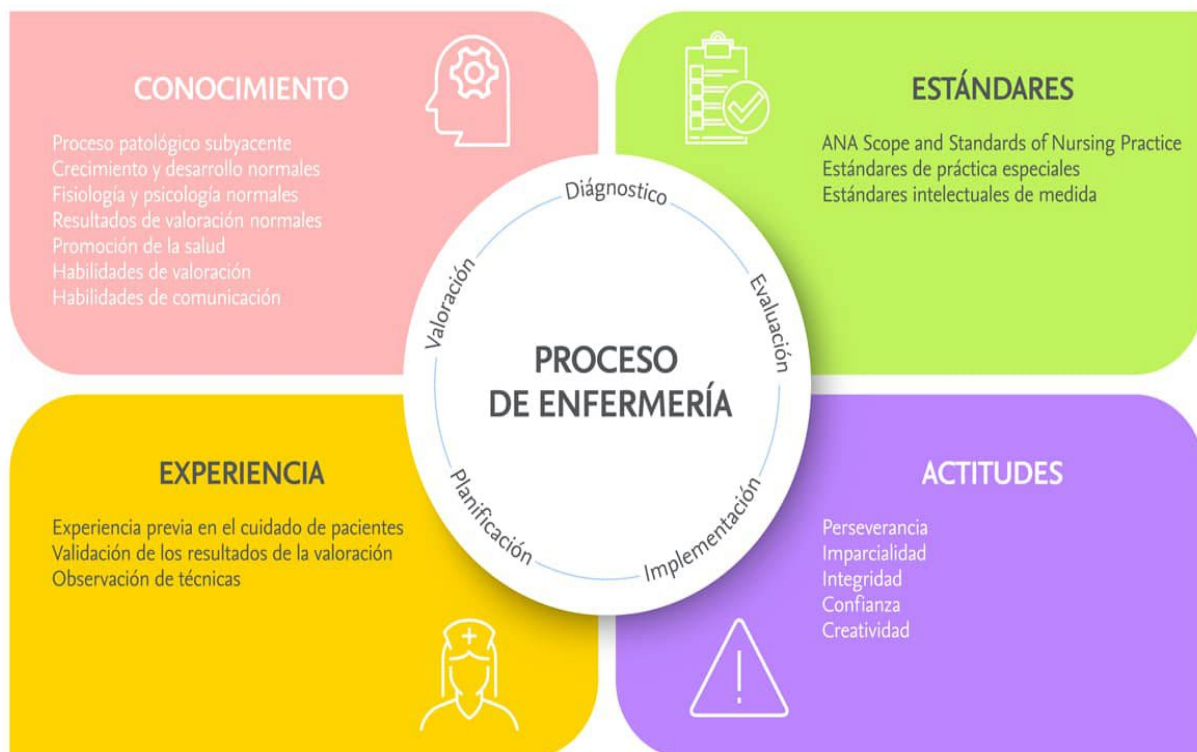 CONOCIMIENTO
Proceso patológico subyacente
Crecimiento y desarrollo normales
Fisiología y psicología normales
Resultados de valoración normales
Promoción de la salud
Habilidades de valoración
Habilidades de comunicación
ESTÁNDARES
ANA Scope and Standards of Nursing Practice
Estándares de práctica especiales
Estándares intelectuales de medida
Diágnostico
Valoración
Evaluación
PROCESO
DE ENFERMERÍA
Planificación
Implementación
EXPERIENCIA
Experiencia previa en el cuidado de pacientes
Validación de los resultados de la valoración
Observación de técnicas
ACTITUDES
Perseverancia
Imparcialidad
Integridad
Confianza
Creatividad